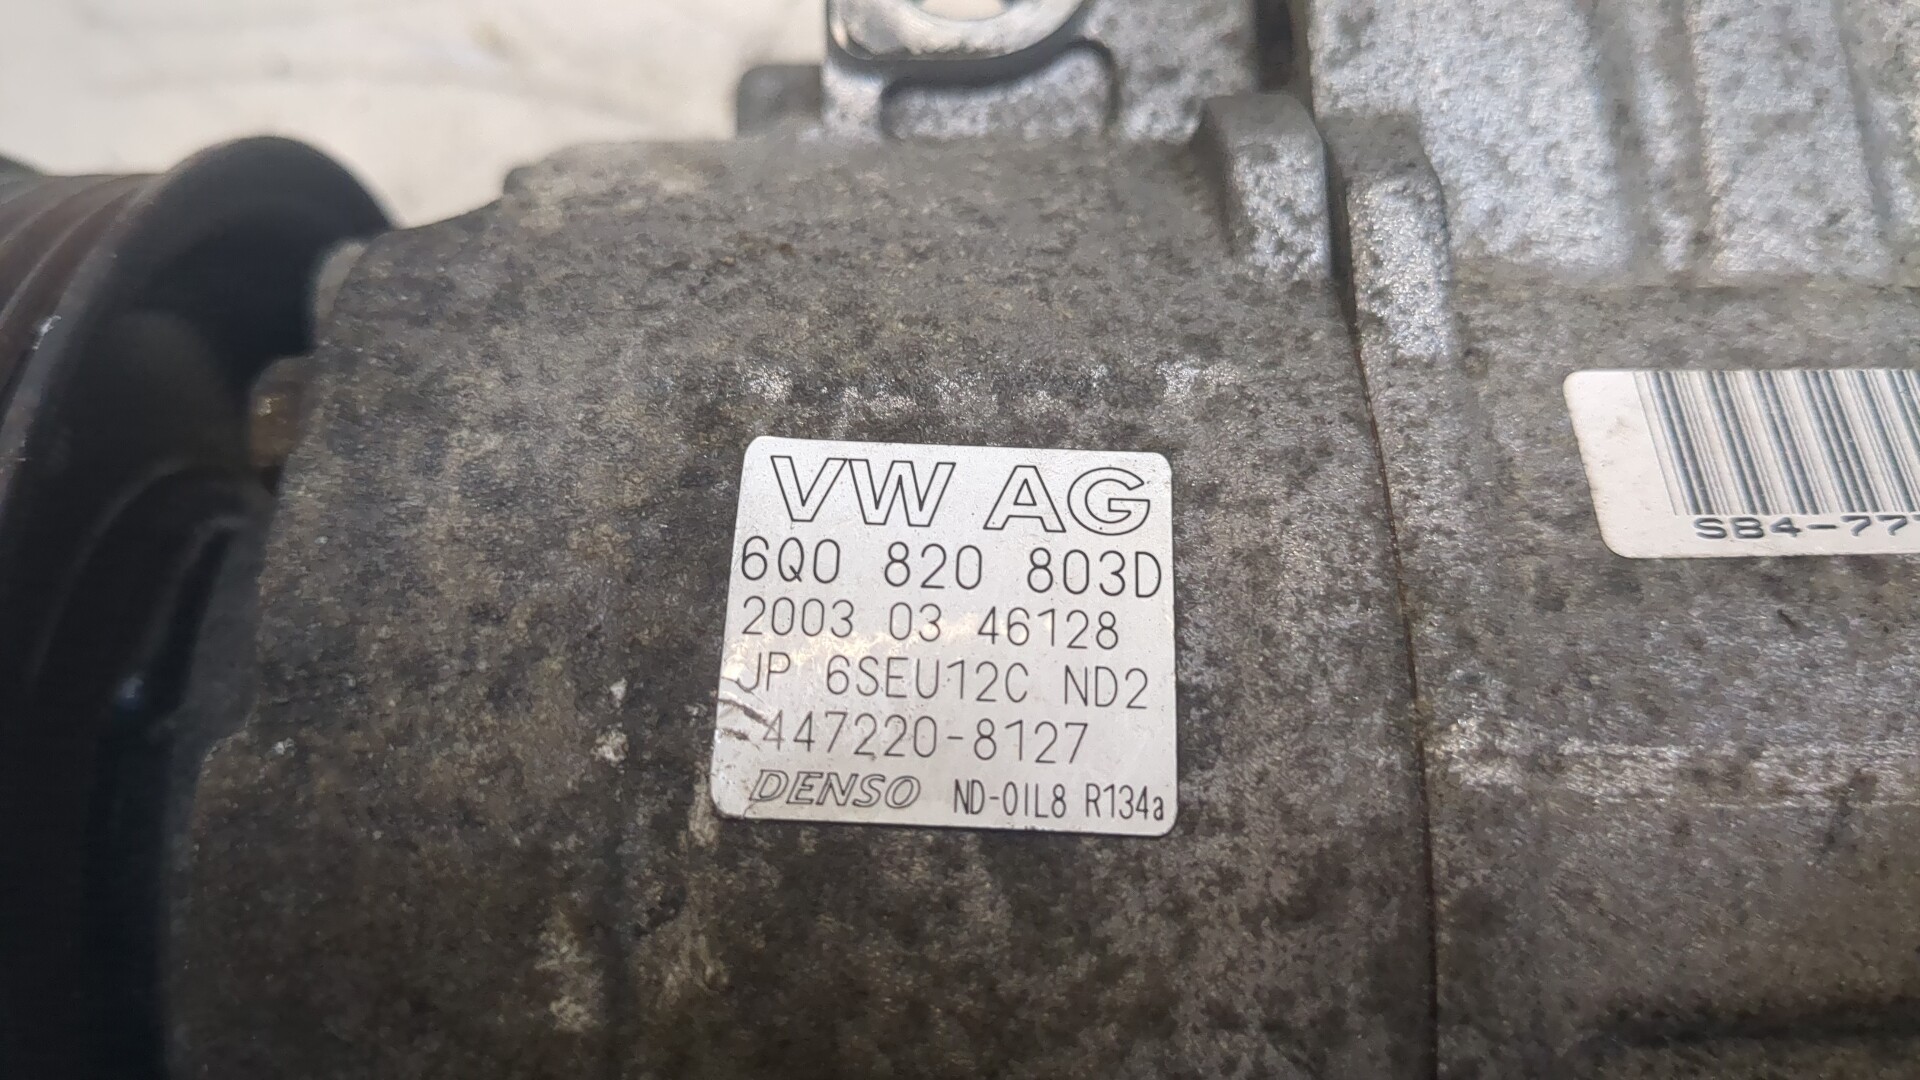 VW AG
6Q0 820 803D
2003 03 46128
JP 6SEU12C ND2
447220-8127
DENSO ND-OIL8 R134a
SB4-77